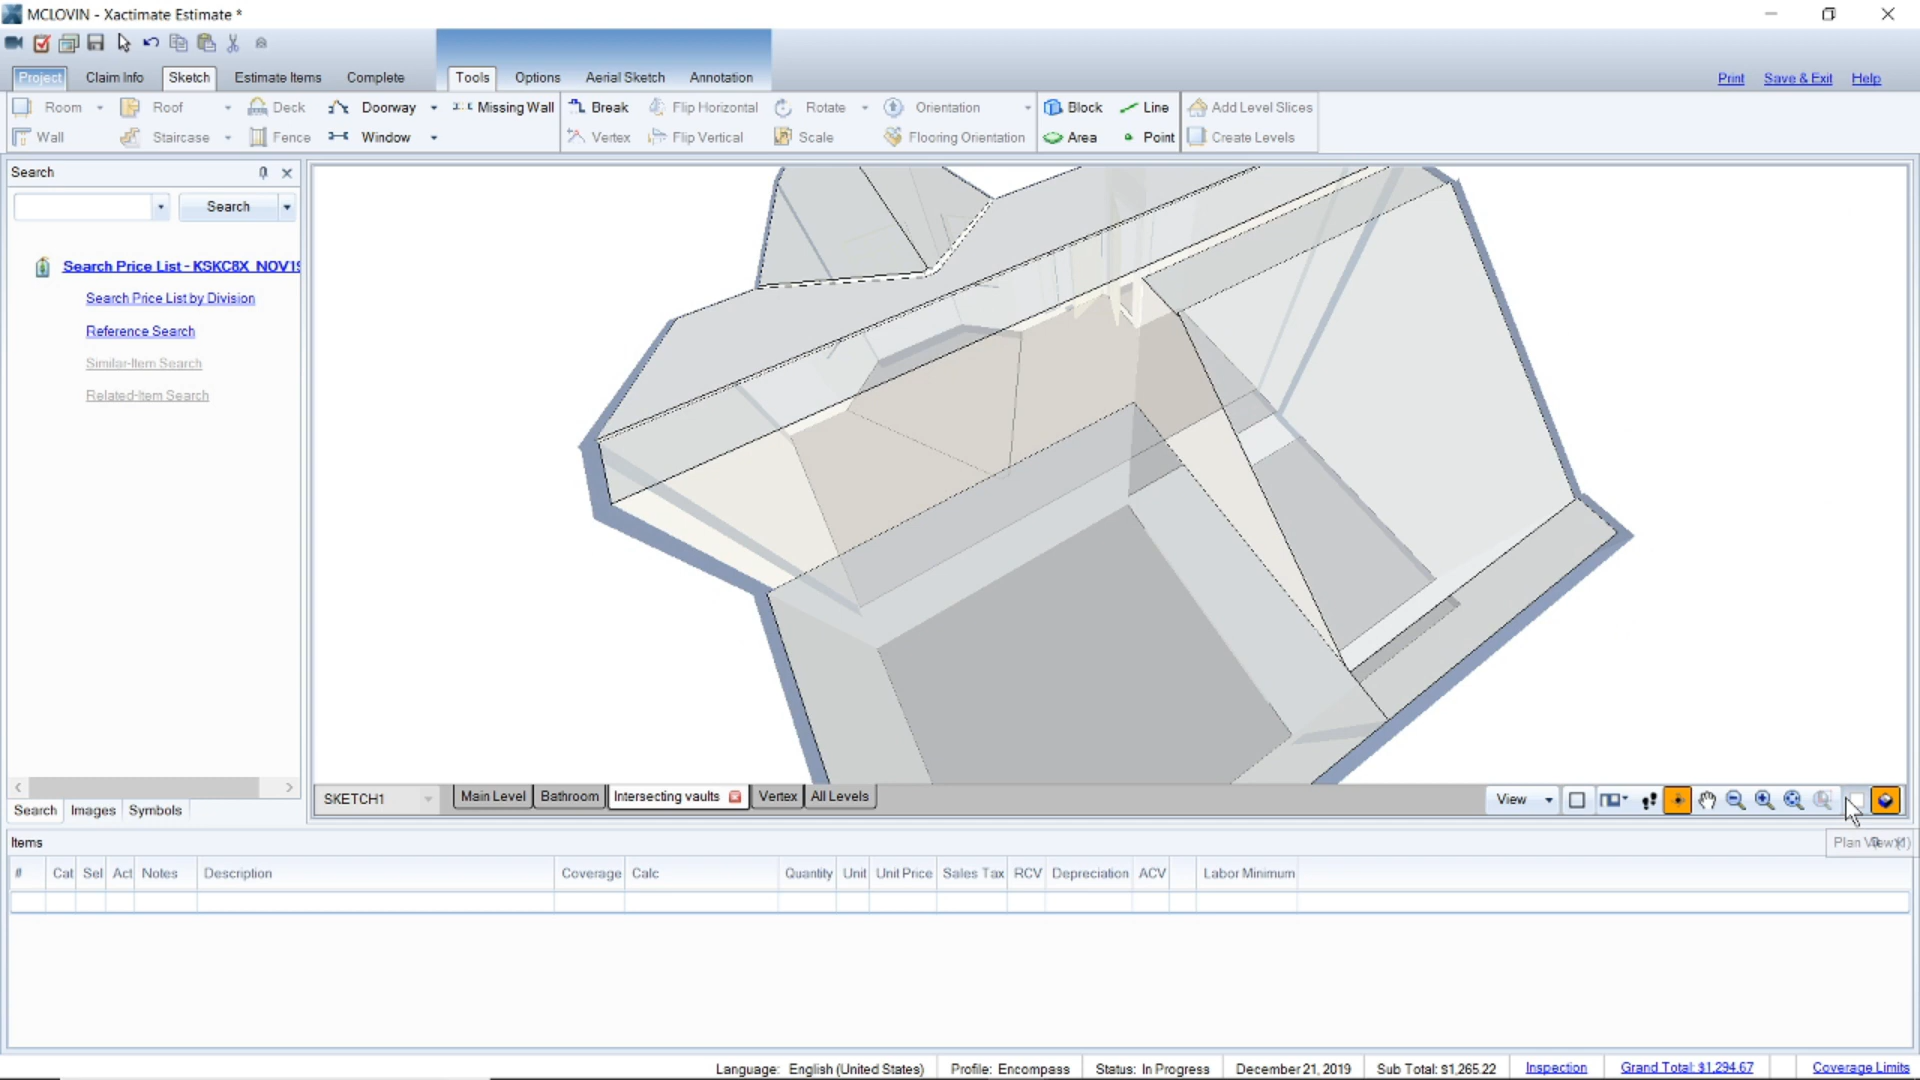 MCLOVIN - Xactimate Estimate *
Project Claim Info Sketch Estimate Items Complete Tools Options Aerial Sketch Annotation Print Save & Exit Help
Room Roof Deck Doorway Missing Wall Break Flip Horizontal Rotate Orientation Block Line Add Level Slices
Wall Staircase Fence Window Vertex Flip Vertical Scale Flooring Orientation Area Point Create Levels
Search
Search
Search Price List - KSKC8X_NOV19
Search Price List by Division
Reference Search
Similar-Item Search
Related-Item Search
SKETCH1 Main Level Bathroom Intersecting vaults Vertex All Levels View
Search Images Symbols
Items
Plan View
# Cat Sel Act Notes Description Coverage Calc Quantity Unit Unit Price Sales Tax RCV Depreciation ACV Labor Minimum
Language: English (United States) Profile: Encompass Status: In Progress December 21, 2019 Sub Total: $1,265.22 Inspection Grand Total: $1,294.67 Coverage Limits